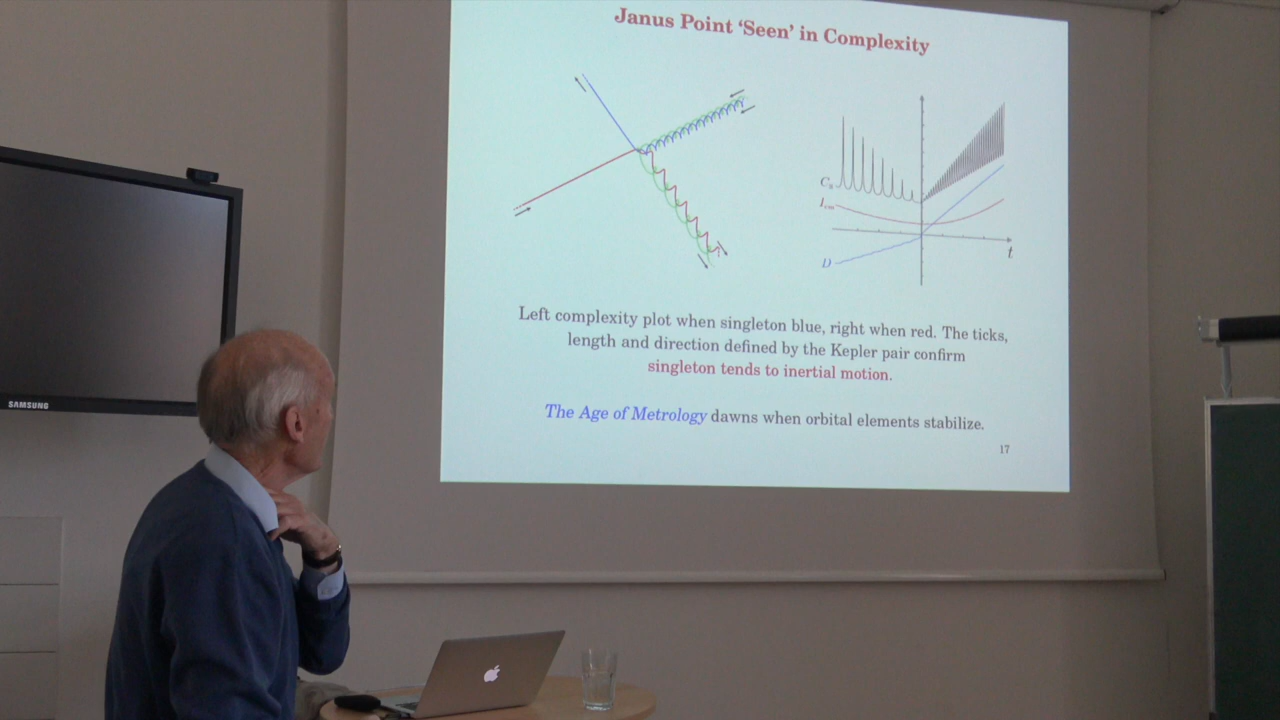 Janus Point ‘Seen’ in Complexity
t
D
Left complexity plot when singleton blue, right when red. The ticks,
length and direction defined by the Kepler pair confirm
singleton tends to inertial motion.
The Age of Metrology dawns when orbital elements stabilize.
17
SAMSUNG